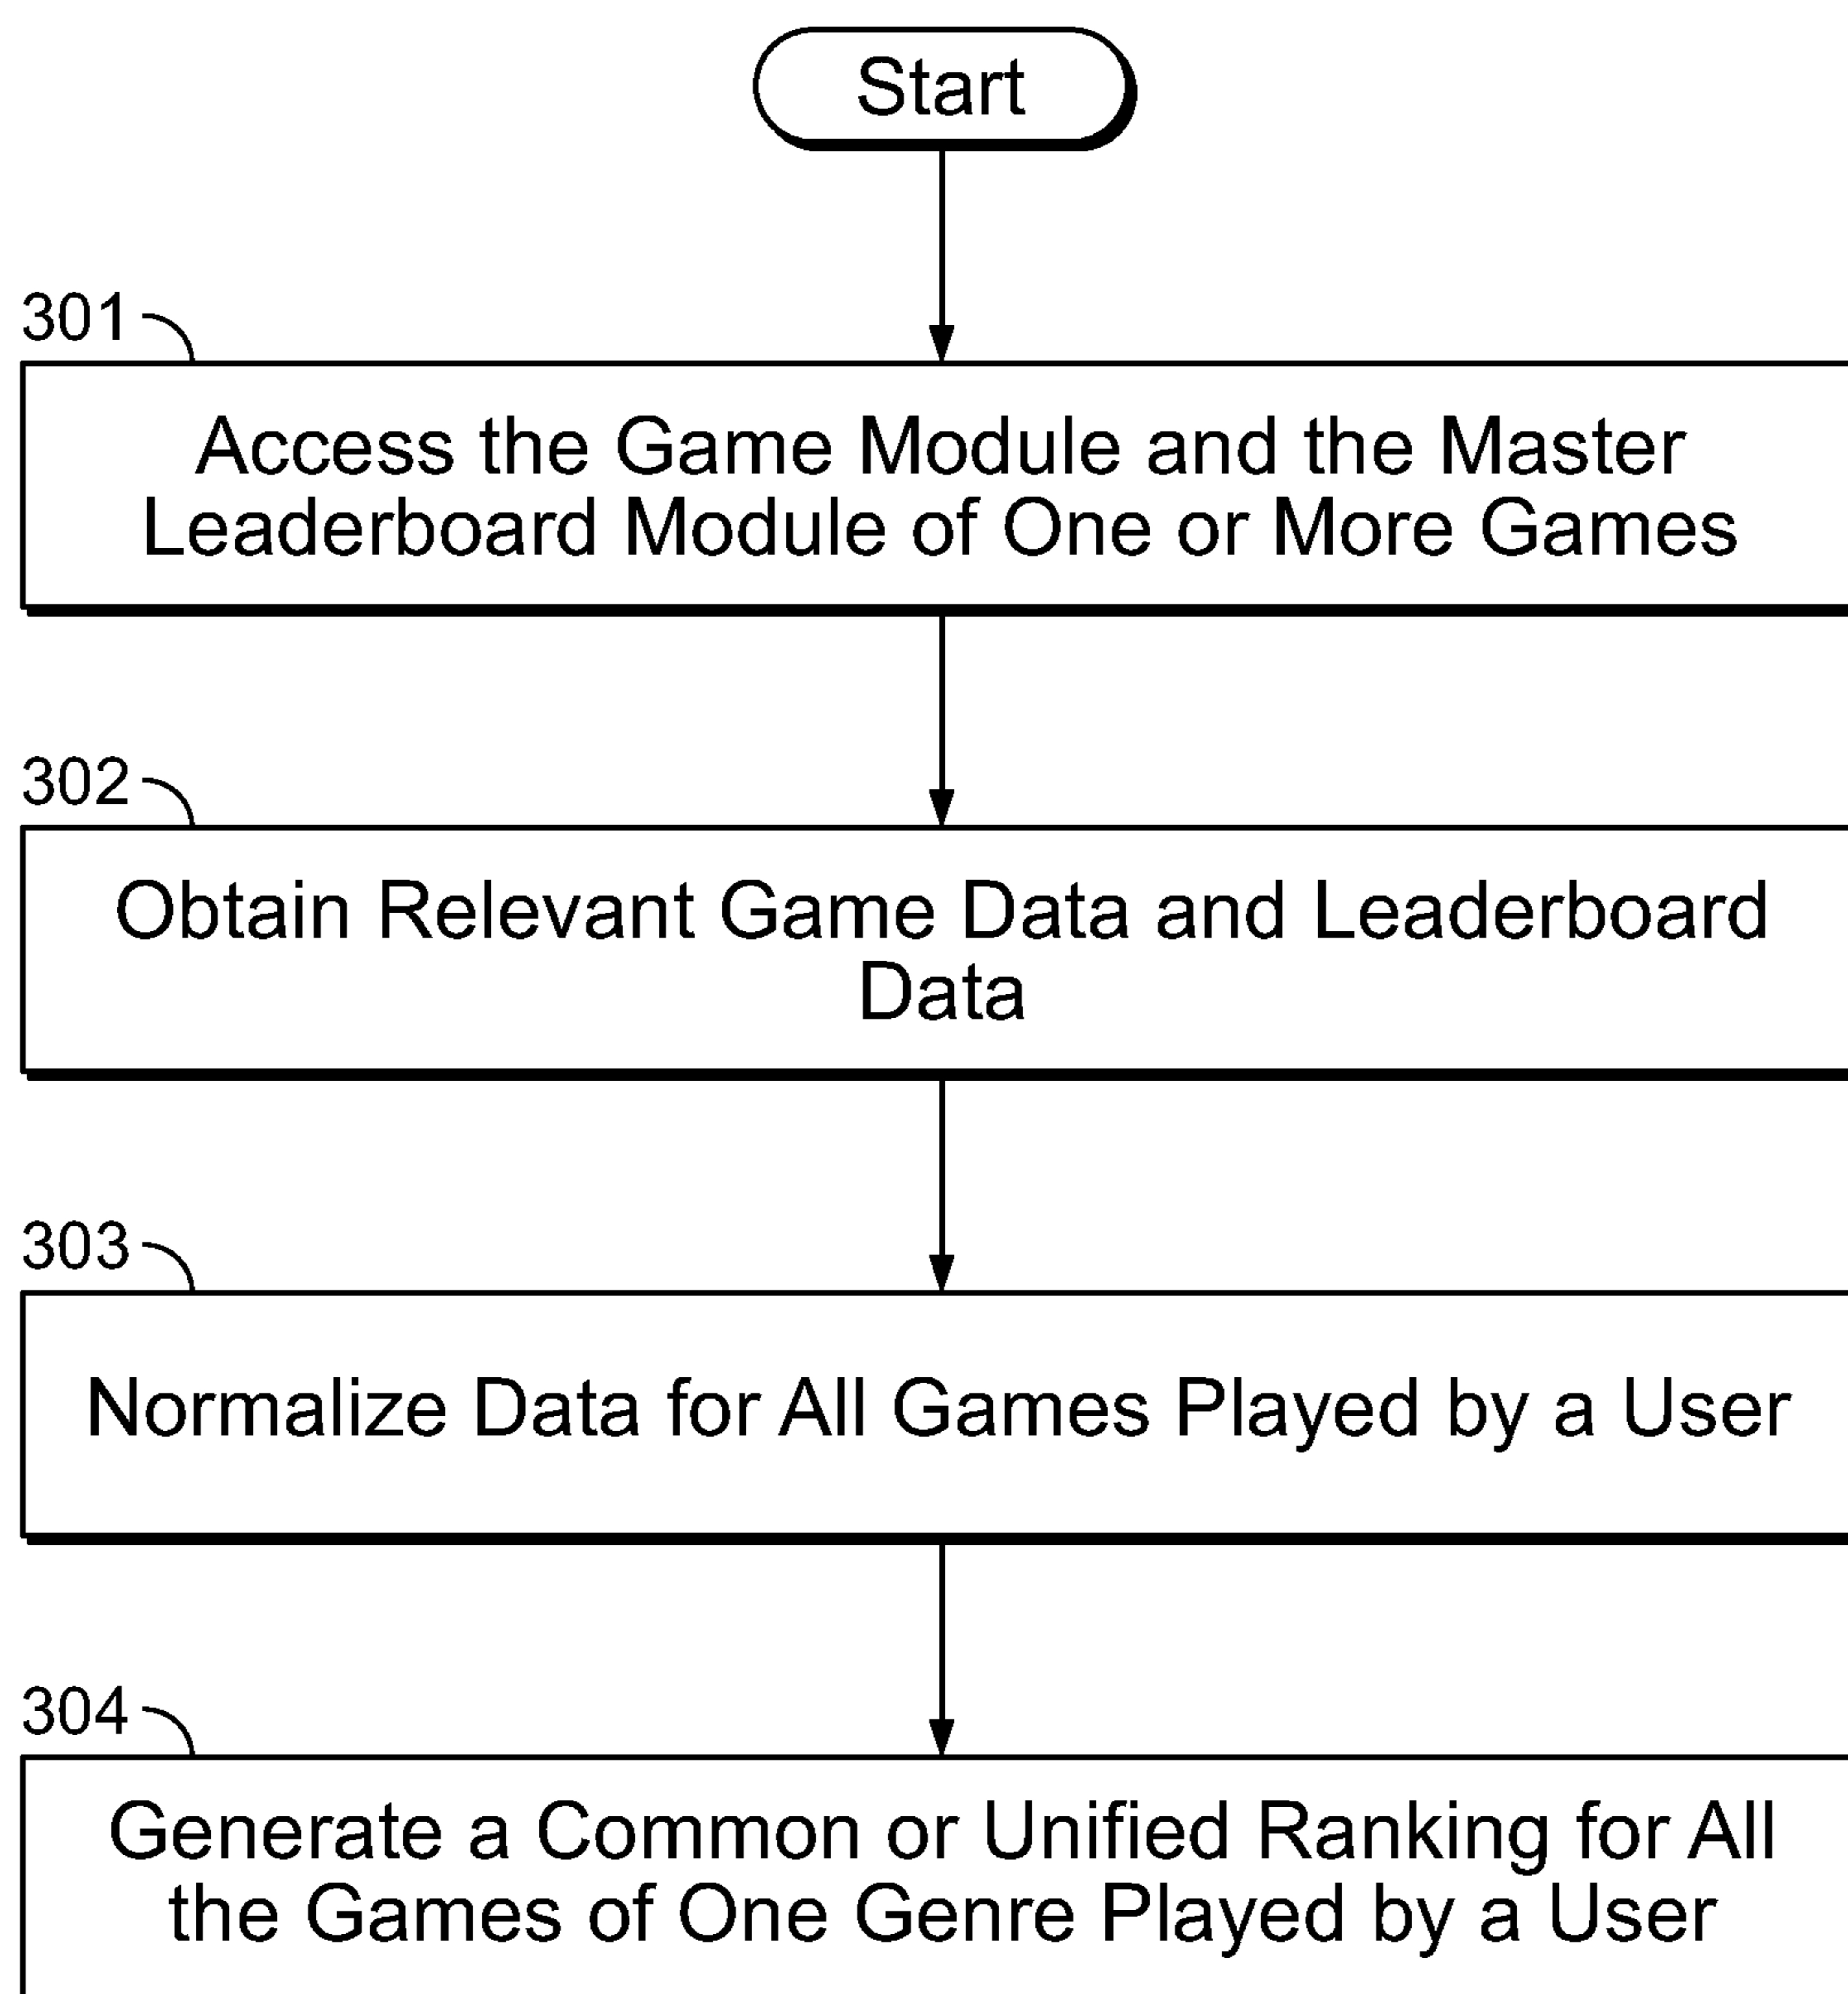 Start
301
Access the Game Module and the Master
Leaderboard Module of One or More Games
302
Obtain Relevant Game Data and Leaderboard
Data
303
Normalize Data for All Games Played by a User
304
Generate a Common or Unified Ranking for All
the Games of One Genre Played by a User